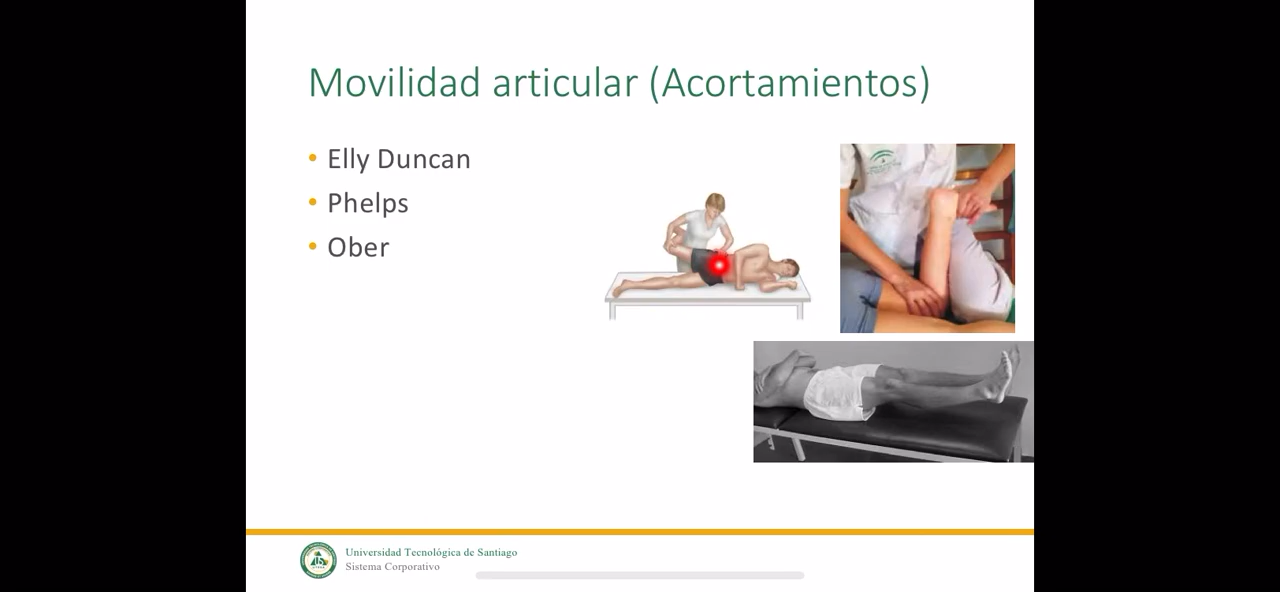 Movilidad articular (Acortamientos)
• Elly Duncan
• Phelps
• Ober
Universidad Tecnológica de Santiago
Sistema Corporativo